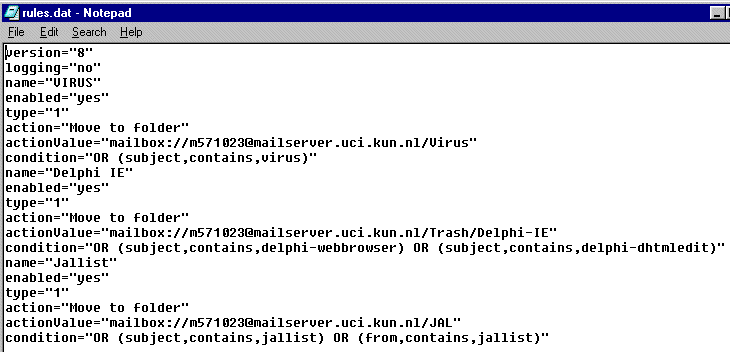 rules.dat - Notepad
File Edit Search Help
version="8"
logging="no"
name="VIRUS"
enabled="yes"
type="1"
action="Move to folder"
actionValue="mailbox://m571023@mailserver.uci.kun.nl/Virus"
condition="OR (subject,contains,virus)"
name="Delphi IE"
enabled="yes"
type="1"
action="Move to folder"
actionValue="mailbox://m571023@mailserver.uci.kun.nl/Trash/Delphi-IE"
condition="OR (subject,contains,delphi-webbrowser) OR (subject,contains,delphi-dhtmledit)"
name="Jallist"
enabled="yes"
type="1"
action="Move to folder"
actionValue="mailbox://m571023@mailserver.uci.kun.nl/JAL"
condition="OR (subject,contains,jallist) OR (from,contains,jallist)"